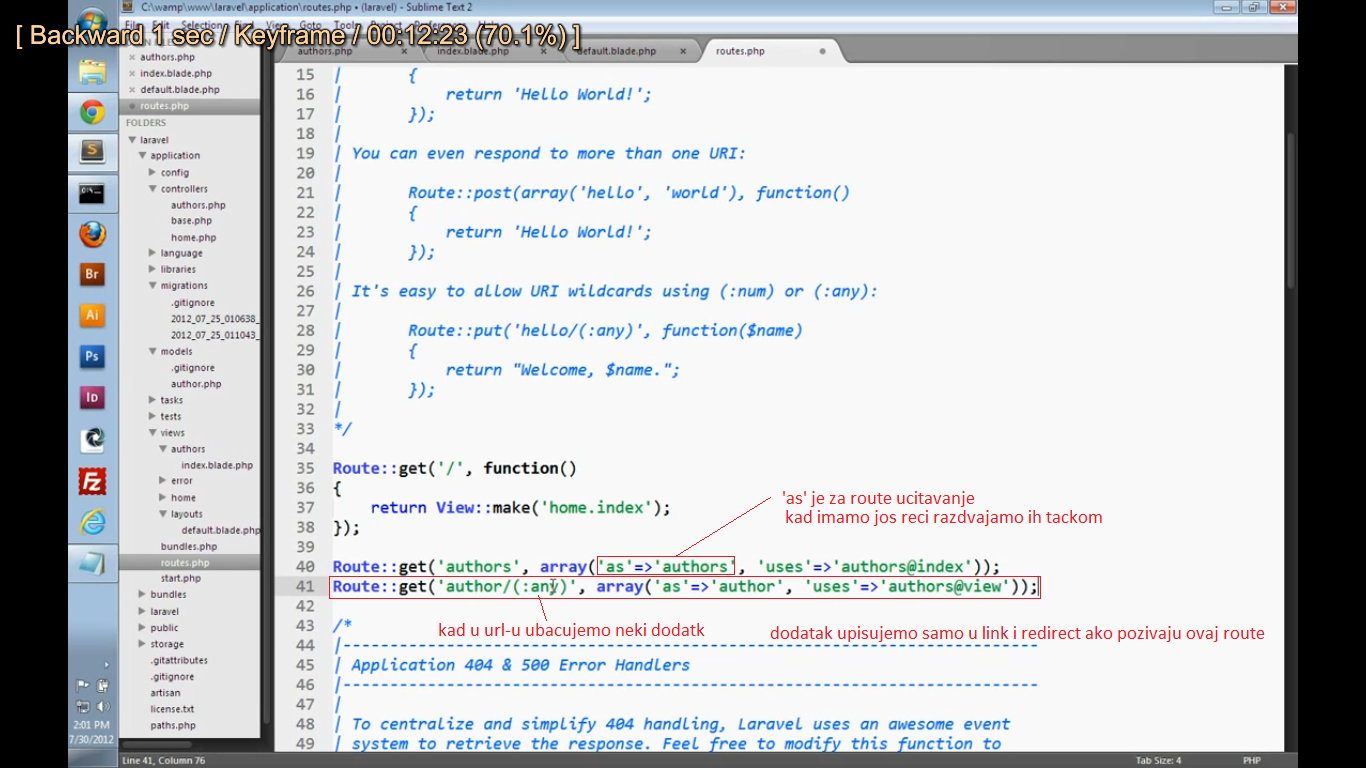 C:\wamp\www\laravel\application\routes.php • (laravel) - Sublime Text 2
File Edit Selection Find View Goto Tools Project Preferences Help
[ Backward 1 sec / Keyframe / 00:12:23 (70.1%) ]
authors.php
index.blade.php
default.blade.php
routes.php
authors.php
index.blade.php
default.blade.php
routes.php
FOLDERS
laravel
application
config
controllers
authors.php
base.php
home.php
language
libraries
migrations
.gitignore
2012_07_25_010638_
2012_07_25_011043_
models
.gitignore
author.php
tasks
tests
views
authors
index.blade.php
error
home
layouts
default.blade.php
bundles.php
routes.php
start.php
bundles
laravel
public
storage
.gitattributes
.gitignore
artisan
license.txt
paths.php
Br
Ai
Ps
Id
Fz
2:01 PM
7/30/2012
15 | {
16 | return 'Hello World!';
17 | });
18 |
19 | You can even respond to more than one URI:
20 |
21 | Route::post(array('hello', 'world'), function()
22 | {
23 | return 'Hello World!';
24 | });
25 |
26 | It's easy to allow URI wildcards using (:num) or (:any):
27 |
28 | Route::put('hello/(:any)', function($name)
29 | {
30 | return "Welcome, $name.";
31 | });
32 |
33 */
34
35 Route::get('/', function()
36 {
37 return View::make('home.index');
38 });
'as' je za route ucitavanje
kad imamo jos reci razdvajamo ih tackom
39
40 Route::get('authors', array('as'=>'authors', 'uses'=>'authors@index'));
41 Route::get('author/(:any)', array('as'=>'author', 'uses'=>'authors@view'));
42
kad u url-u ubacujemo neki dodatk
dodatak upisujemo samo u link i redirect ako pozivaju ovaj route
43 /*
44 |--------------------------------------------------------------------------
45 | Application 404 & 500 Error Handlers
46 |--------------------------------------------------------------------------
47 |
48 | To centralize and simplify 404 handling, Laravel uses an awesome event
49 | system to retrieve the response. Feel free to modify this function to
Line 41, Column 76
Tab Size: 4
PHP